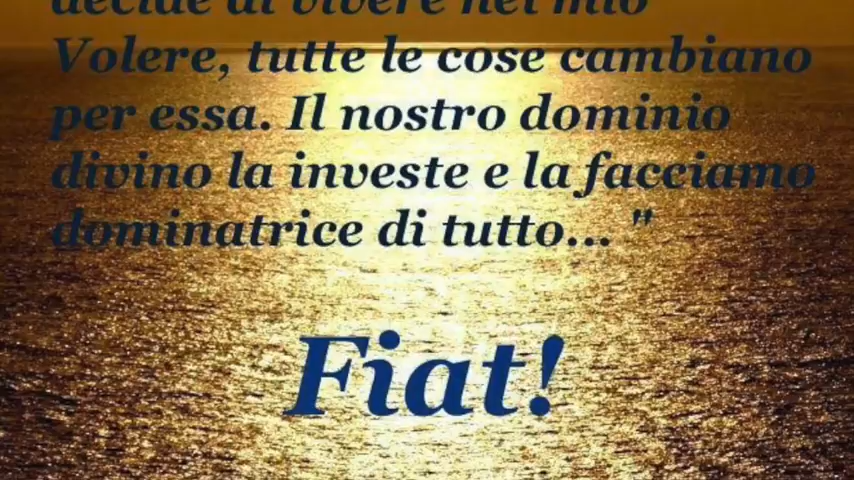 decide di vivere nel mio
Volere, tutte le cose cambiano
per essa. Il nostro dominio
divino la investe e la facciamo
dominatrice di tutto... "
Fiat!